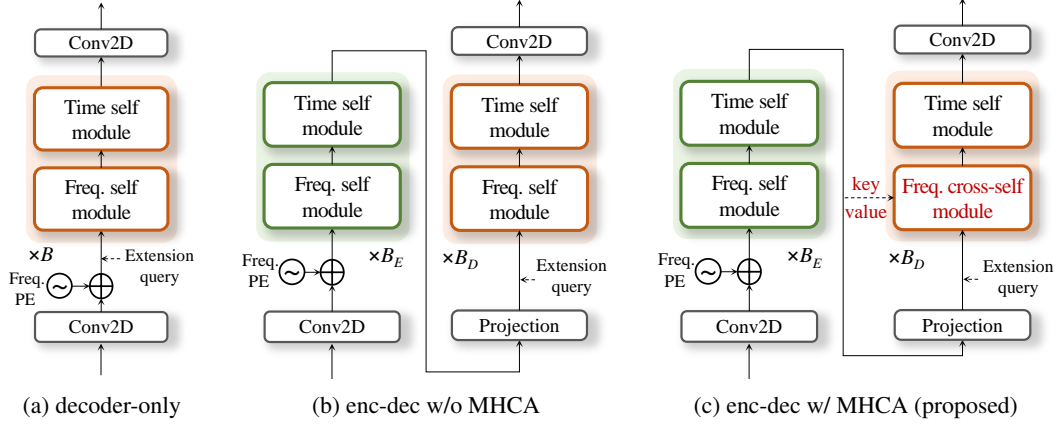 Conv2D
Time self
module
Freq. self
module
×B
Extension
query
Freq.
PE
~
Conv2D
(a) decoder-only
Time self
module
Freq. self
module
×B_E
Freq.
PE
~
Conv2D
Conv2D
Time self
module
Freq. self
module
×B_D
Extension
query
Projection
(b) enc-dec w/o MHCA
Time self
module
Freq. self
module
×B_E
Freq.
PE
~
Conv2D
key
value
Conv2D
Time self
module
Freq. cross-self
module
×B_D
Extension
query
Projection
(c) enc-dec w/ MHCA (proposed)